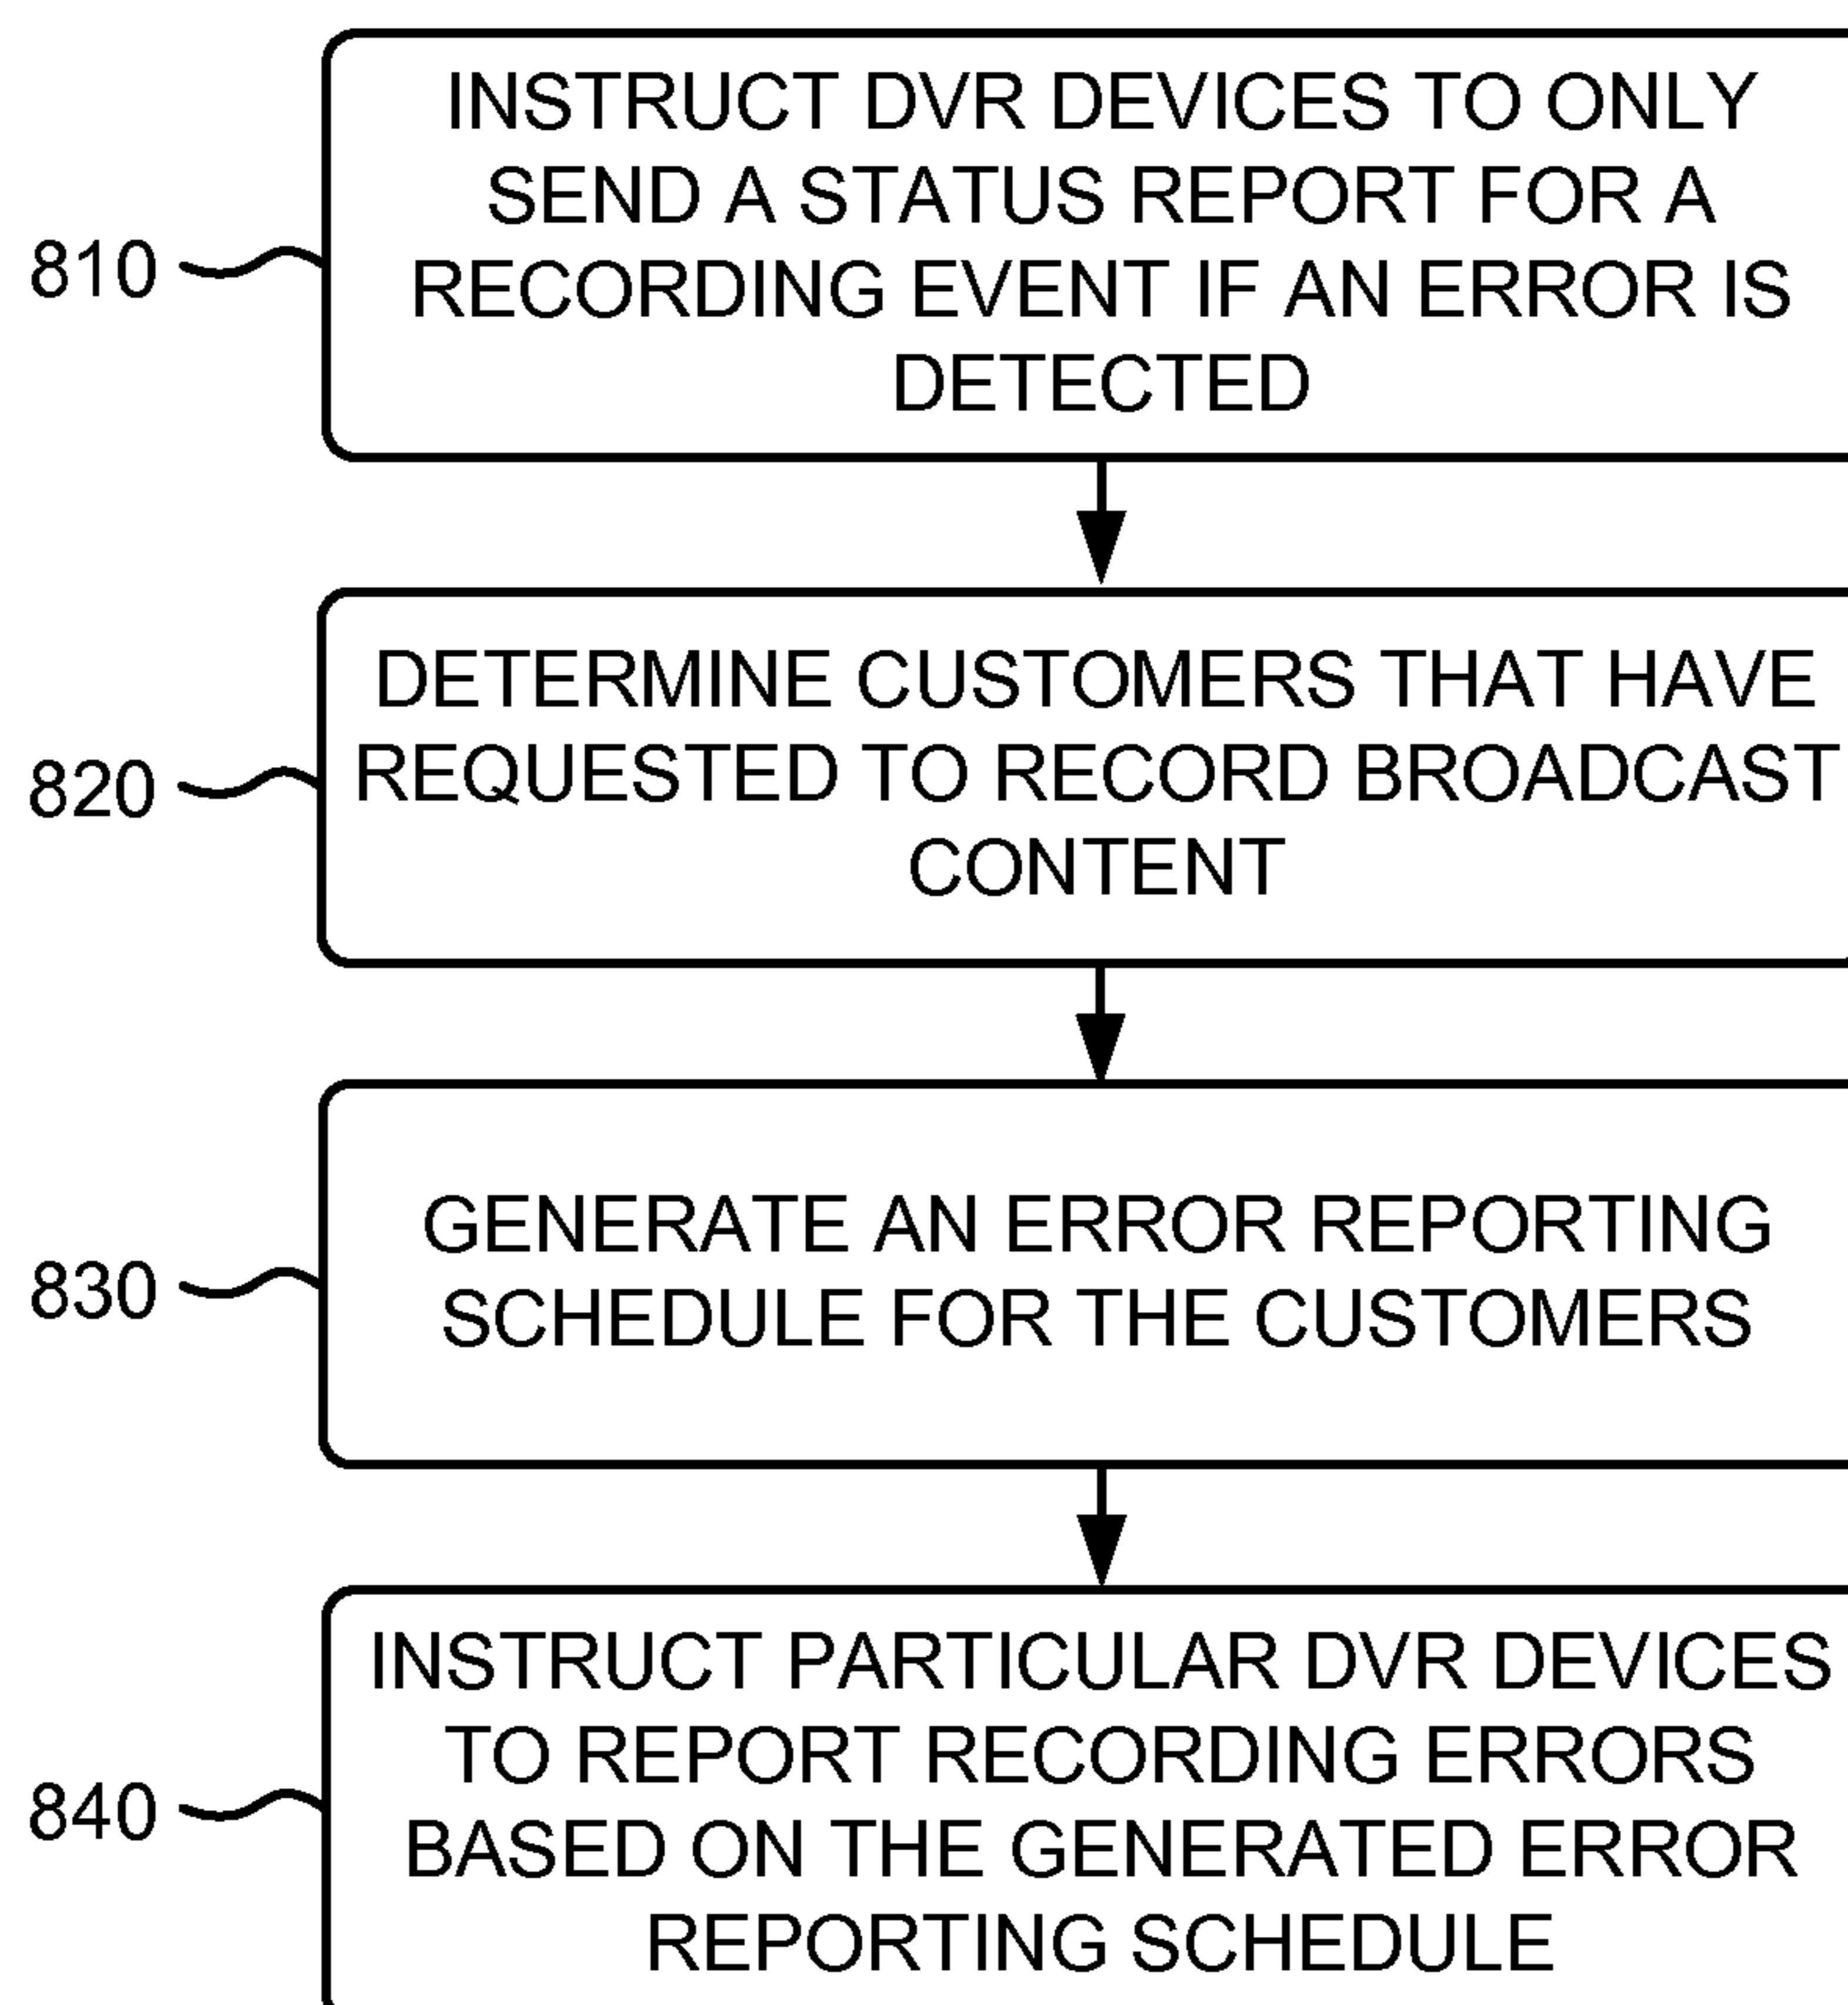 INSTRUCT DVR DEVICES TO ONLY
SEND A STATUS REPORT FOR A
810
RECORDING EVENT IF AN ERROR IS
DETECTED
DETERMINE CUSTOMERS THAT HAVE
820
REQUESTED TO RECORD BROADCAST
CONTENT
GENERATE AN ERROR REPORTING
830
SCHEDULE FOR THE CUSTOMERS
INSTRUCT PARTICULAR DVR DEVICES
TO REPORT RECORDING ERRORS
840
BASED ON THE GENERATED ERROR
REPORTING SCHEDULE